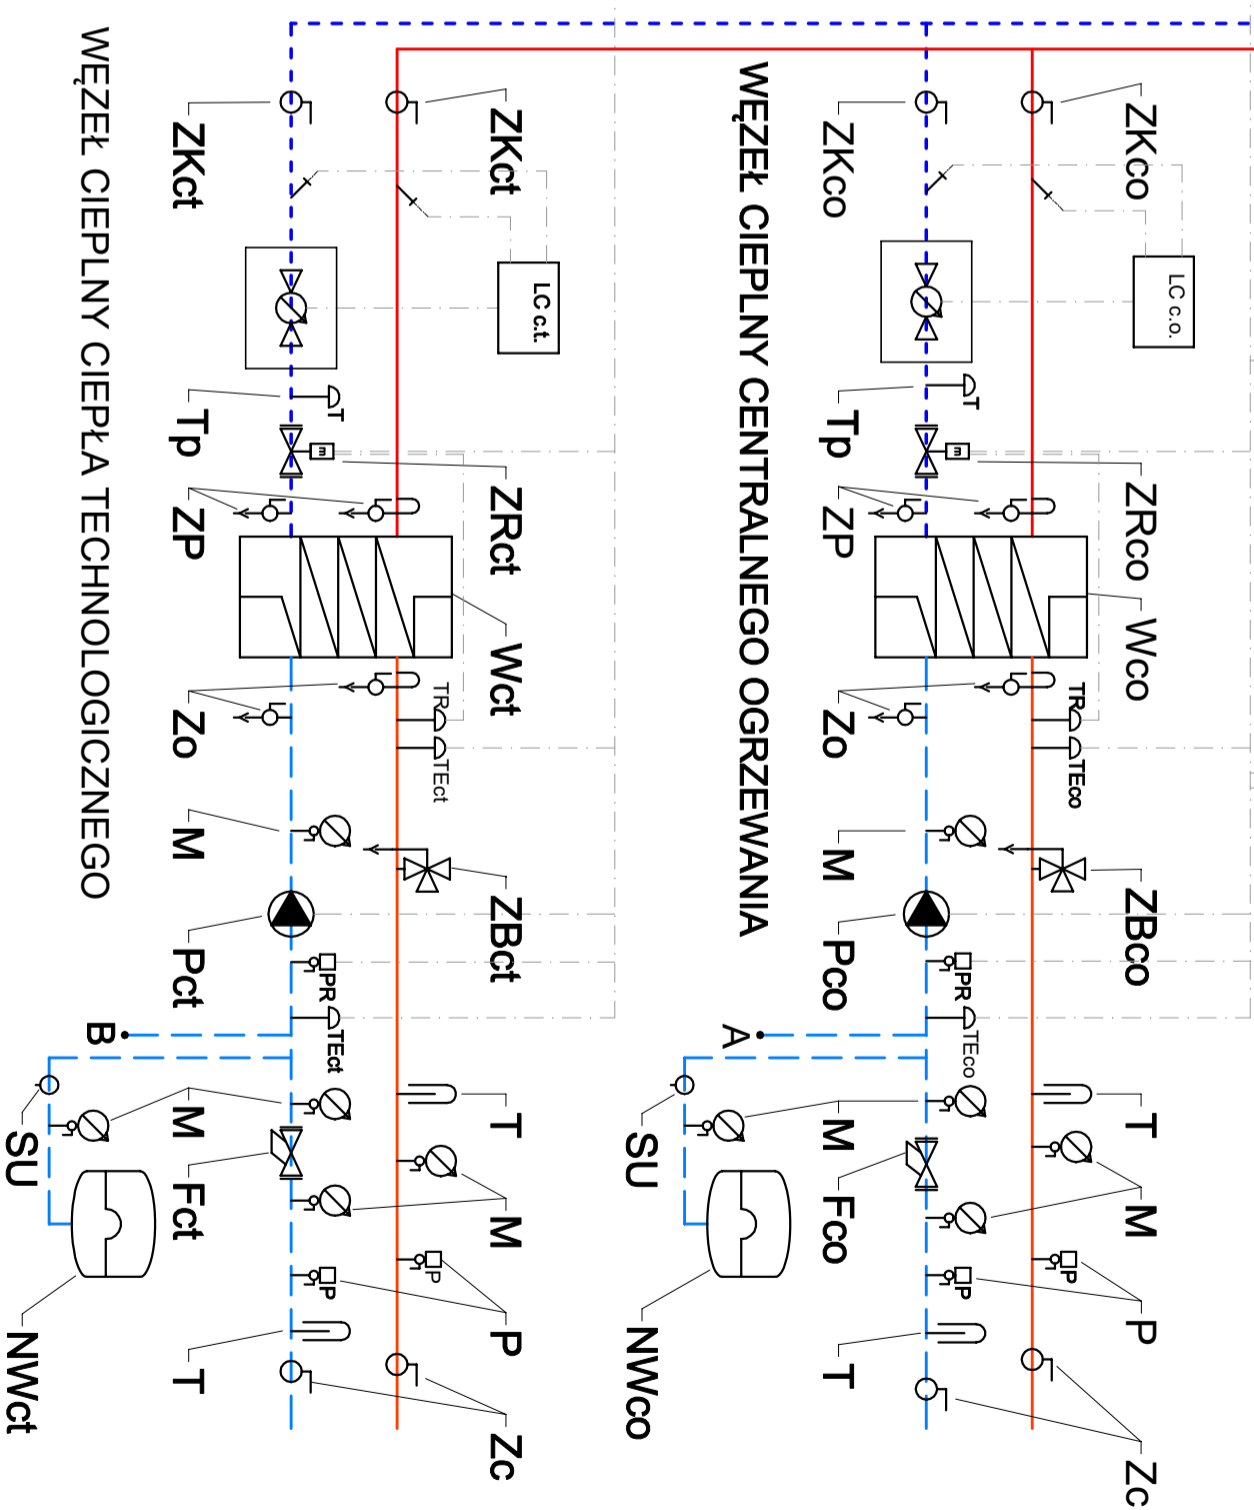 LC c.o.
ZKco ZRco Wco ZBco T M P Zc
TR TEco P
T m PR TEco P
ZKco Tp ZP Zo M Pco M Fco T
WĘZEŁ CIEPLNY CENTRALNEGO OGRZEWANIA
A
SU NWco
LC c.t.
ZKct ZRct Wct ZBct T M P Zc
TR TEct P
T m PR TEct P
ZKct Tp ZP Zo M Pct M Fct T
WĘZEŁ CIEPLNY CIEPŁA TECHNOLOGICZNEGO
B
SU NWct